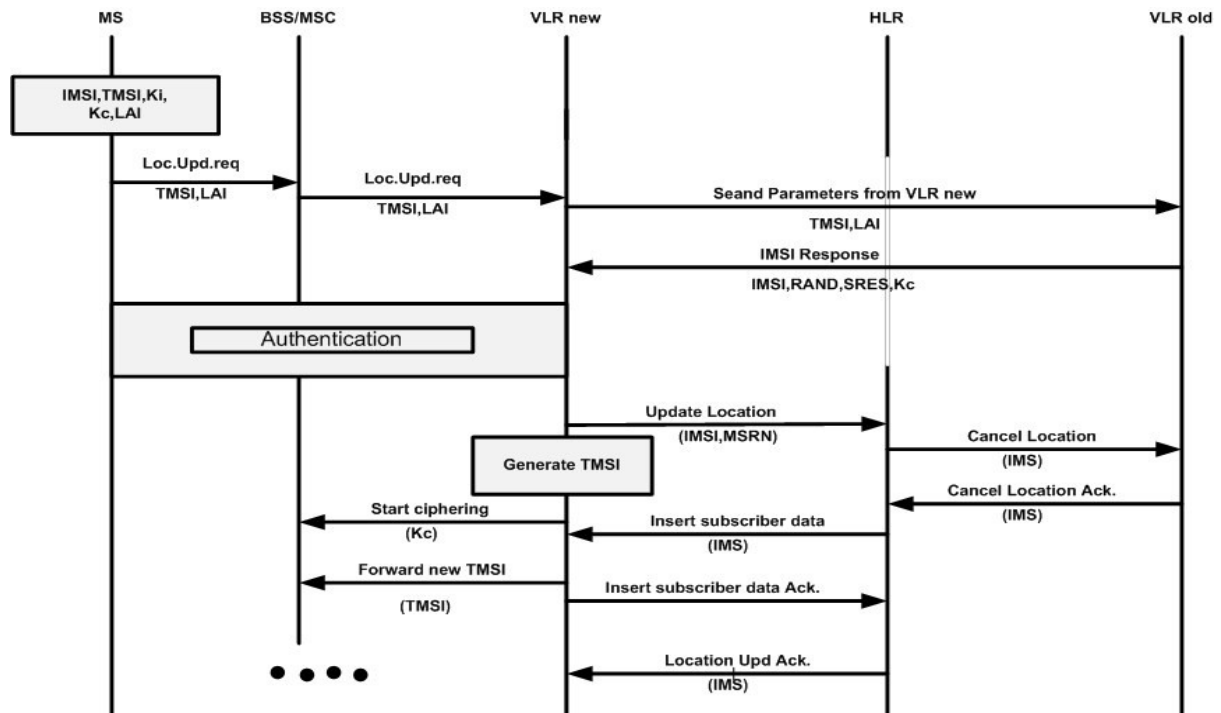 MS BSS/MSC VLR new HLR VLR old
IMSI,TMSI,Ki,
Kc,LAI
Loc.Upd.req
TMSI,LAI
Loc.Upd.req
TMSI,LAI
Seand Parameters from VLR new
TMSI,LAI
IMSI Response
IMSI,RAND,SRES,Kc
Authentication
Update Location
(IMSI,MSRN)
Generate TMSI
Cancel Location
(IMS)
Cancel Location Ack.
(IMS)
Start ciphering
(Kc)
Insert subscriber data
(IMS)
Forward new TMSI
(TMSI)
Insert subscriber data Ack.
Location Upd Ack.
(IMS)